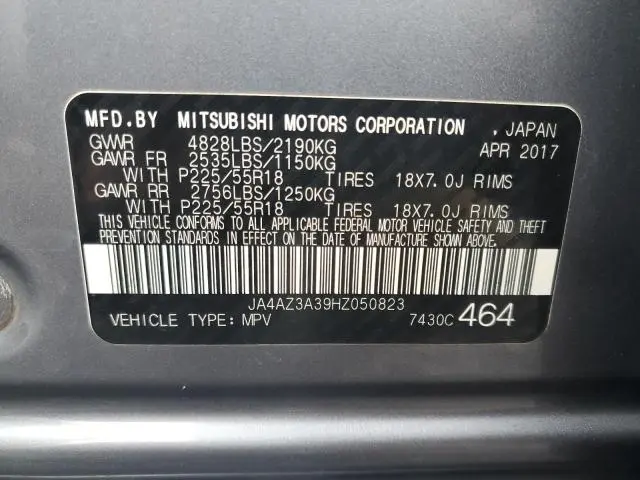 MFD.BY MITSUBISHI MOTORS CORPORATION . JAPAN
GVWR 4828LBS/2190KG APR 2017
GAWR FR 2535LBS/1150KG
WITH P225/55R18 TIRES 18X7.0J RIMS
GAWR RR 2756LBS/1250KG
WITH P225/55R18 TIRES 18X7.0J RIMS
THIS VEHICLE CONFORMS TO ALL APPLICABLE FEDERAL MOTOR VEHICLE SAFETY AND THEFT
PREVENTION STANDARDS IN EFFECT ON THE DATE OF MANUFACTURE SHOWN ABOVE.
JA4AZ3A39HZ050823
VEHICLE TYPE: MPV 7430C 464